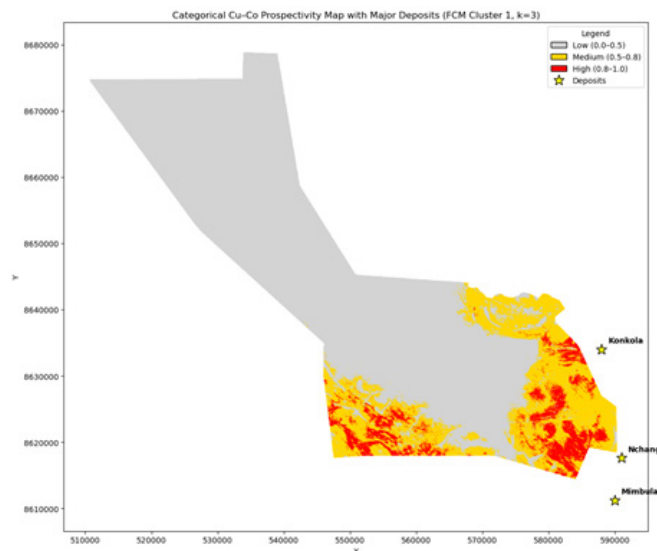 Categorical Cu–Co Prospectivity Map with Major Deposits (FCM Cluster 1, k=3)
Legend
Low (0.0–0.5)
Medium (0.5–0.8)
High (0.8–1.0)
Deposits
8680000
8670000
8660000
8650000
8640000
8630000
8620000
8610000
Y
Konkola
Nchang
Mimbula
510000 520000 530000 540000 550000 560000 570000 580000 590000